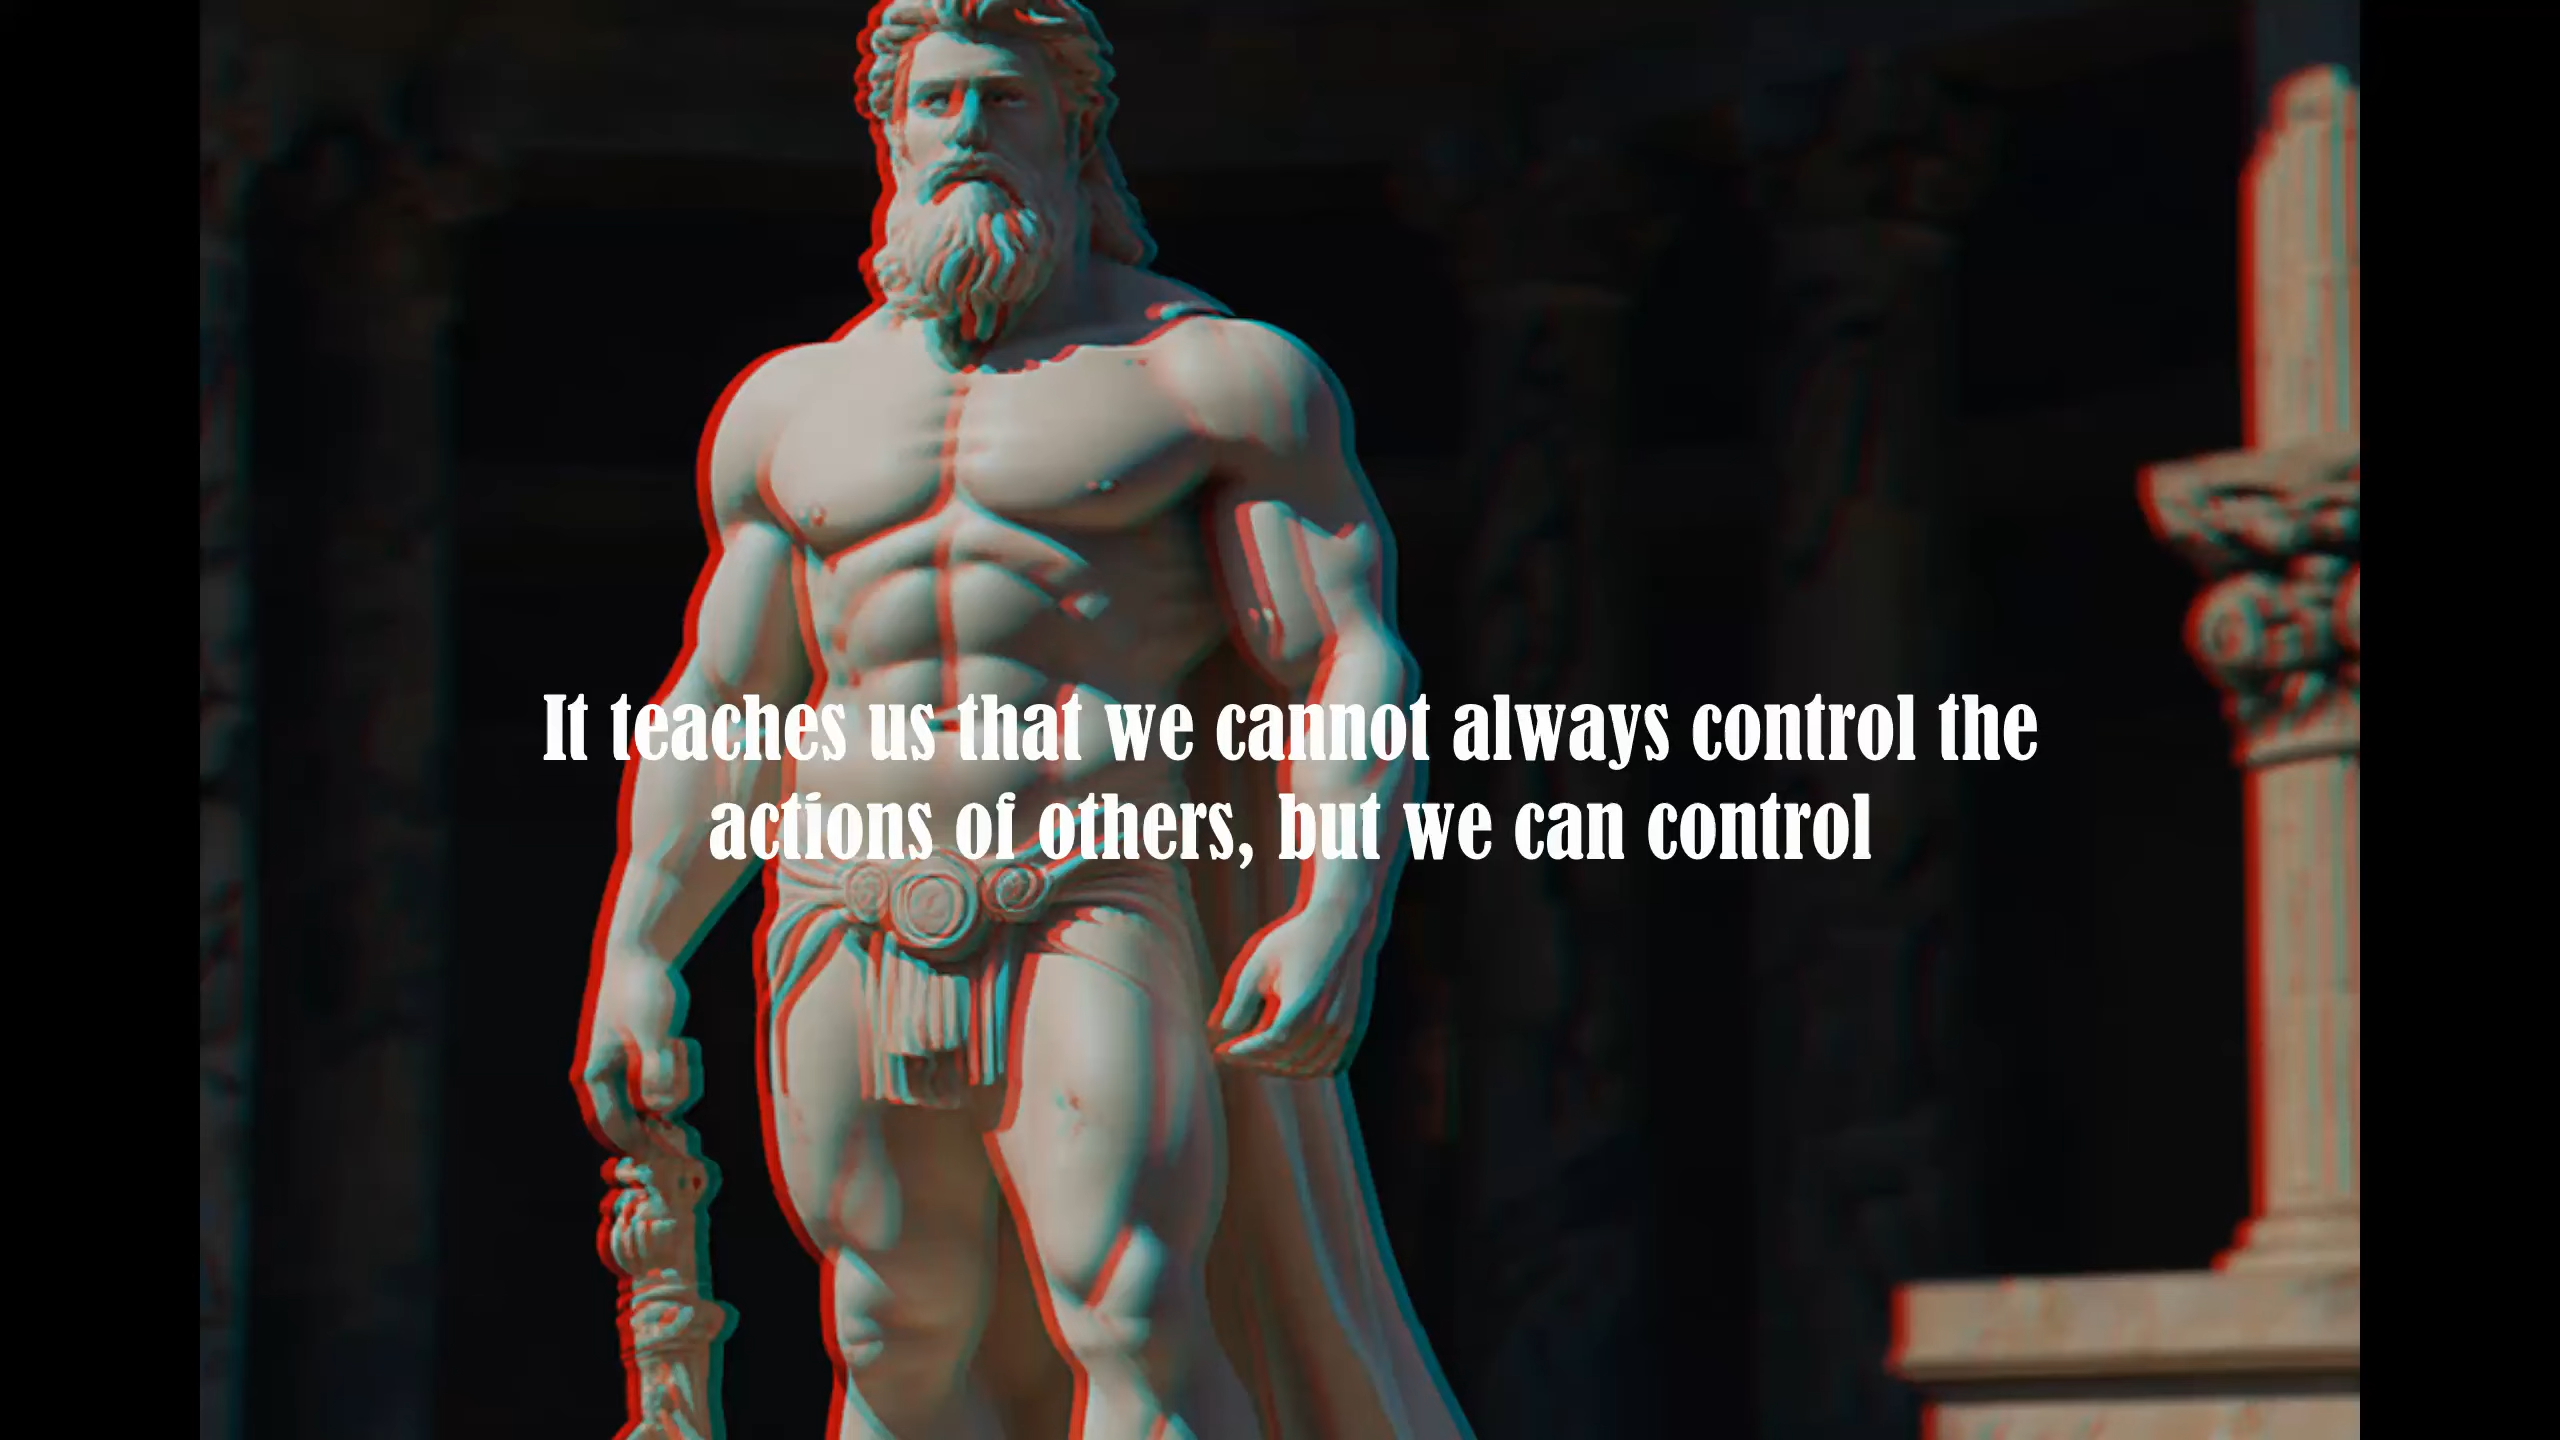 It teaches us that we cannot always control the
actions of others, but we can control